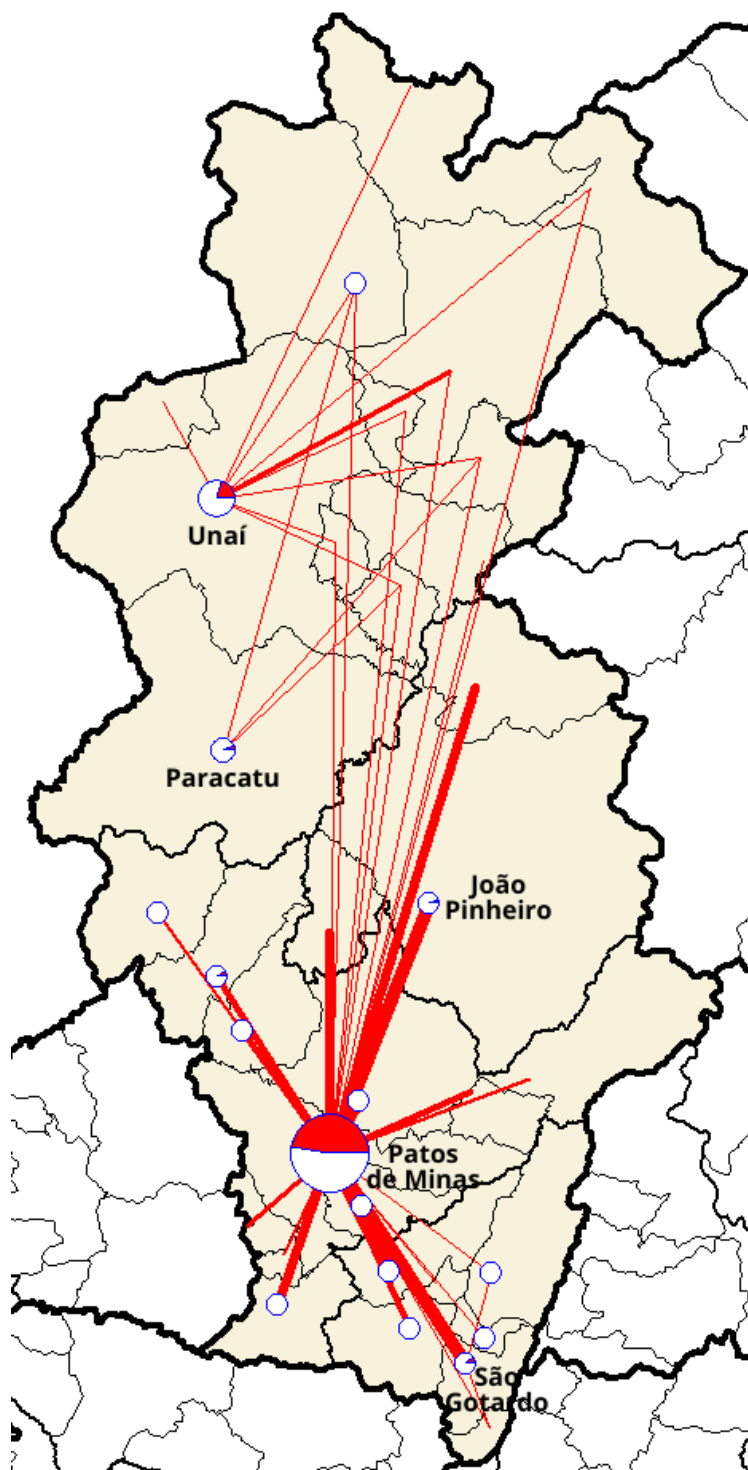 Unaí
Paracatu
João
Pinheiro
Patos
de Minas
São
Gotardo